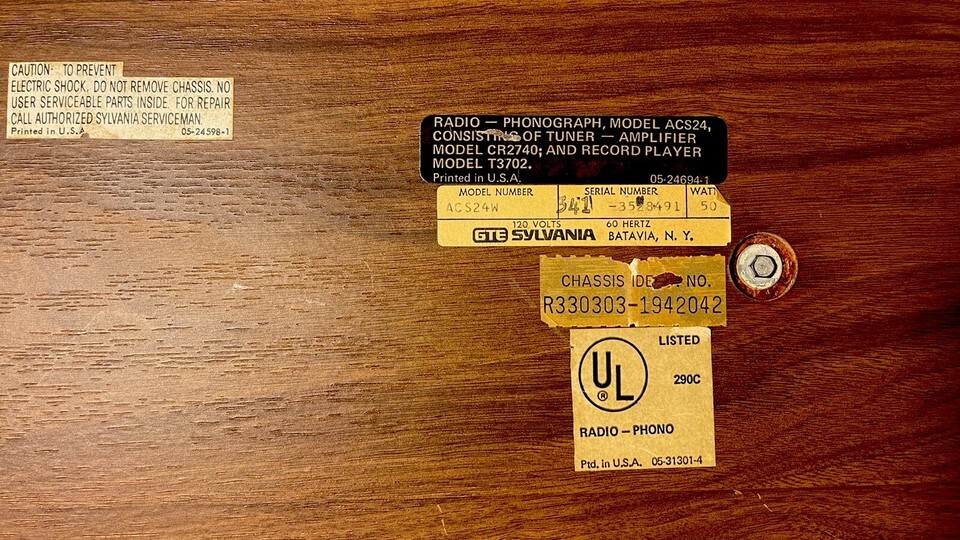 CAUTION- TO PREVENT
ELECTRIC SHOCK, DO NOT REMOVE CHASSIS. NO
USER SERVICEABLE PARTS INSIDE. FOR REPAIR
CALL AUTHORIZED SYLVANIA SERVICEMAN.
Printed in U.S.A 05-24598-1
RADIO — PHONOGRAPH, MODEL ACS24,
CONSISTING OF TUNER — AMPLIFIER
MODEL CR2740; AND RECORD PLAYER
MODEL T3702.
Printed in U.S.A. 05-24694-1
MODEL NUMBER SERIAL NUMBER WATT
ACS24W 341 -3528491 50
120 VOLTS 60 HERTZ
GTE SYLVANIA BATAVIA, N. Y.
CHASSIS NO.
R330303-1942042
LISTED
UL ®
290C
RADIO – PHONO
Ptd. in U.S.A. 05-31301-4